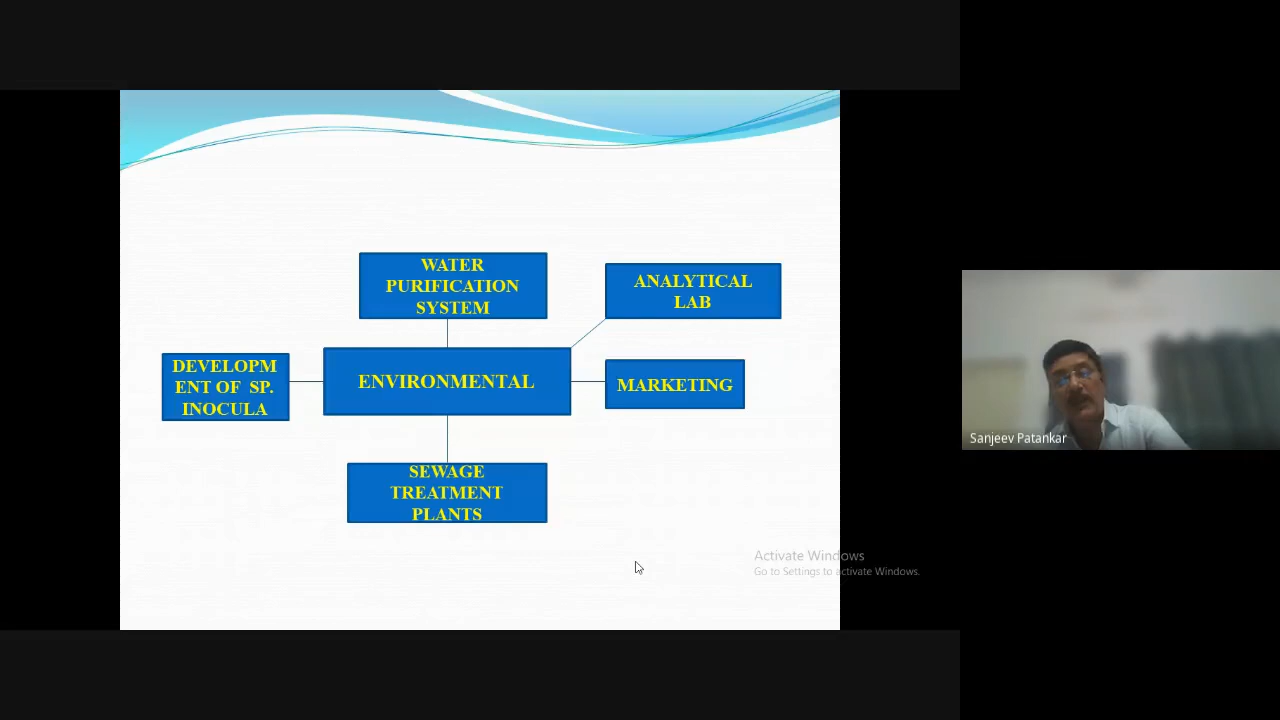 WATER
PURIFICATION
SYSTEM
ANALYTICAL
LAB
DEVELOPM
ENT OF SP.
INOCULA
ENVIRONMENTAL
MARKETING
SEWAGE
TREATMENT
PLANTS
Sanjeev Patankar
Activate Windows
Go to Settings to activate Windows.